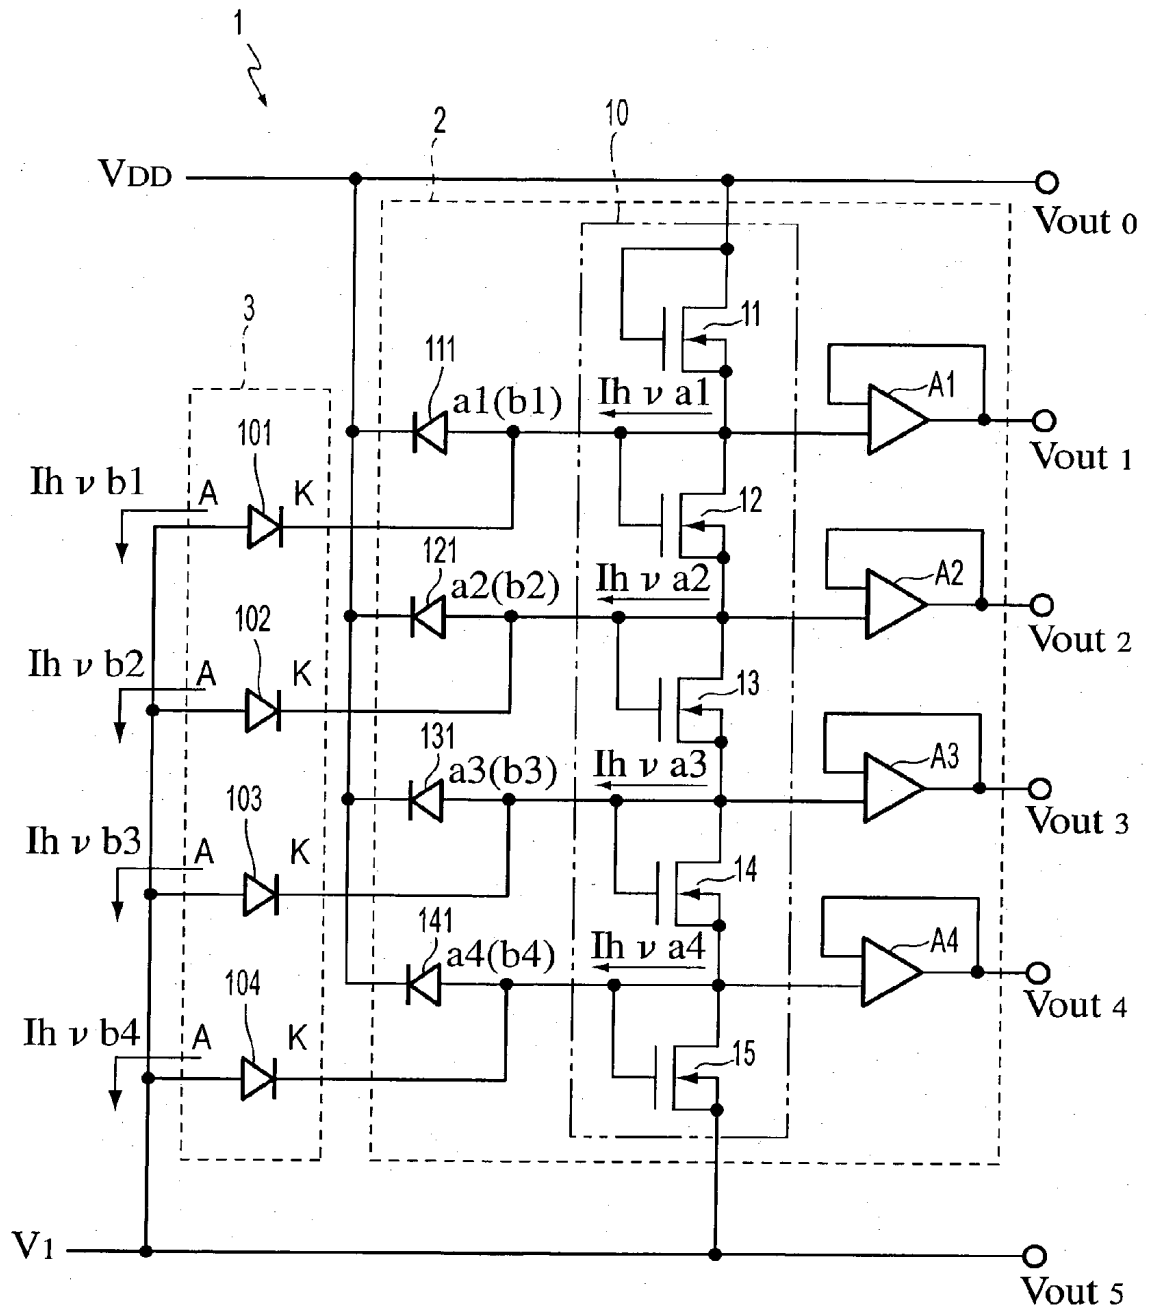 1
2
10
VDD
Vout 0
3
11
111
a1(b1)
Ih ν a1
A1
101
Vout 1
Ih ν b1
A
K
12
121
a2(b2)
Ih ν a2
A2
102
Vout 2
Ih ν b2
A
K
13
131
a3(b3)
Ih ν a3
A3
103
Vout 3
Ih ν b3
A
K
14
141
a4(b4)
Ih ν a4
A4
104
Vout 4
Ih ν b4
A
K
15
V1
Vout 5